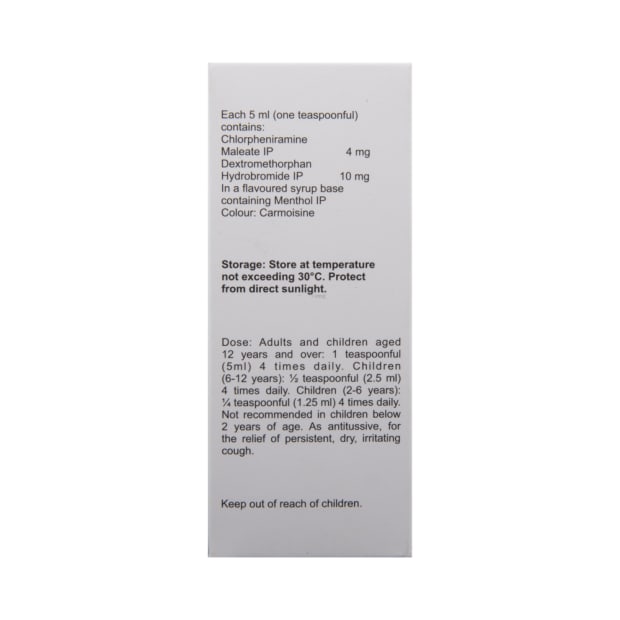 Each 5 ml (one teaspoonful)
contains:
Chlorpheniramine
Maleate IP 4 mg
Dextromethorphan
Hydrobromide IP 10 mg
In a flavoured syrup base
containing Menthol IP
Colour: Carmoisine
Storage: Store at temperature
not exceeding 30°C. Protect
from direct sunlight.
Dose: Adults and children aged
12 years and over: 1 teaspoonful
(5ml) 4 times daily. Children
(6-12 years): ½ teaspoonful (2.5 ml)
4 times daily. Children (2-6 years):
¼ teaspoonful (1.25 ml) 4 times daily.
Not recommended in children below
2 years of age. As antitussive, for
the relief of persistent, dry, irritating
cough.
Keep out of reach of children.